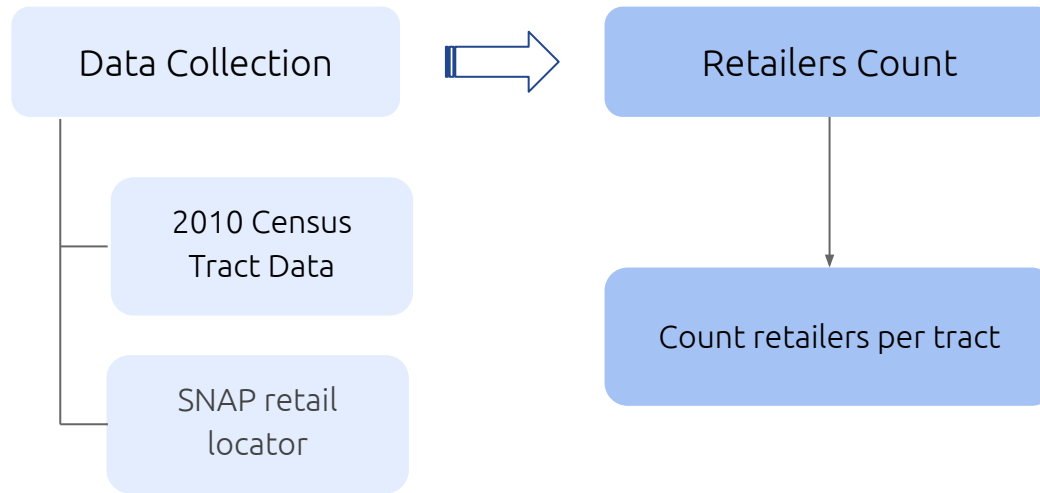 Data Collection
Retailers Count
2010 Census
Tract Data
SNAP retail
locator
Count retailers per tract